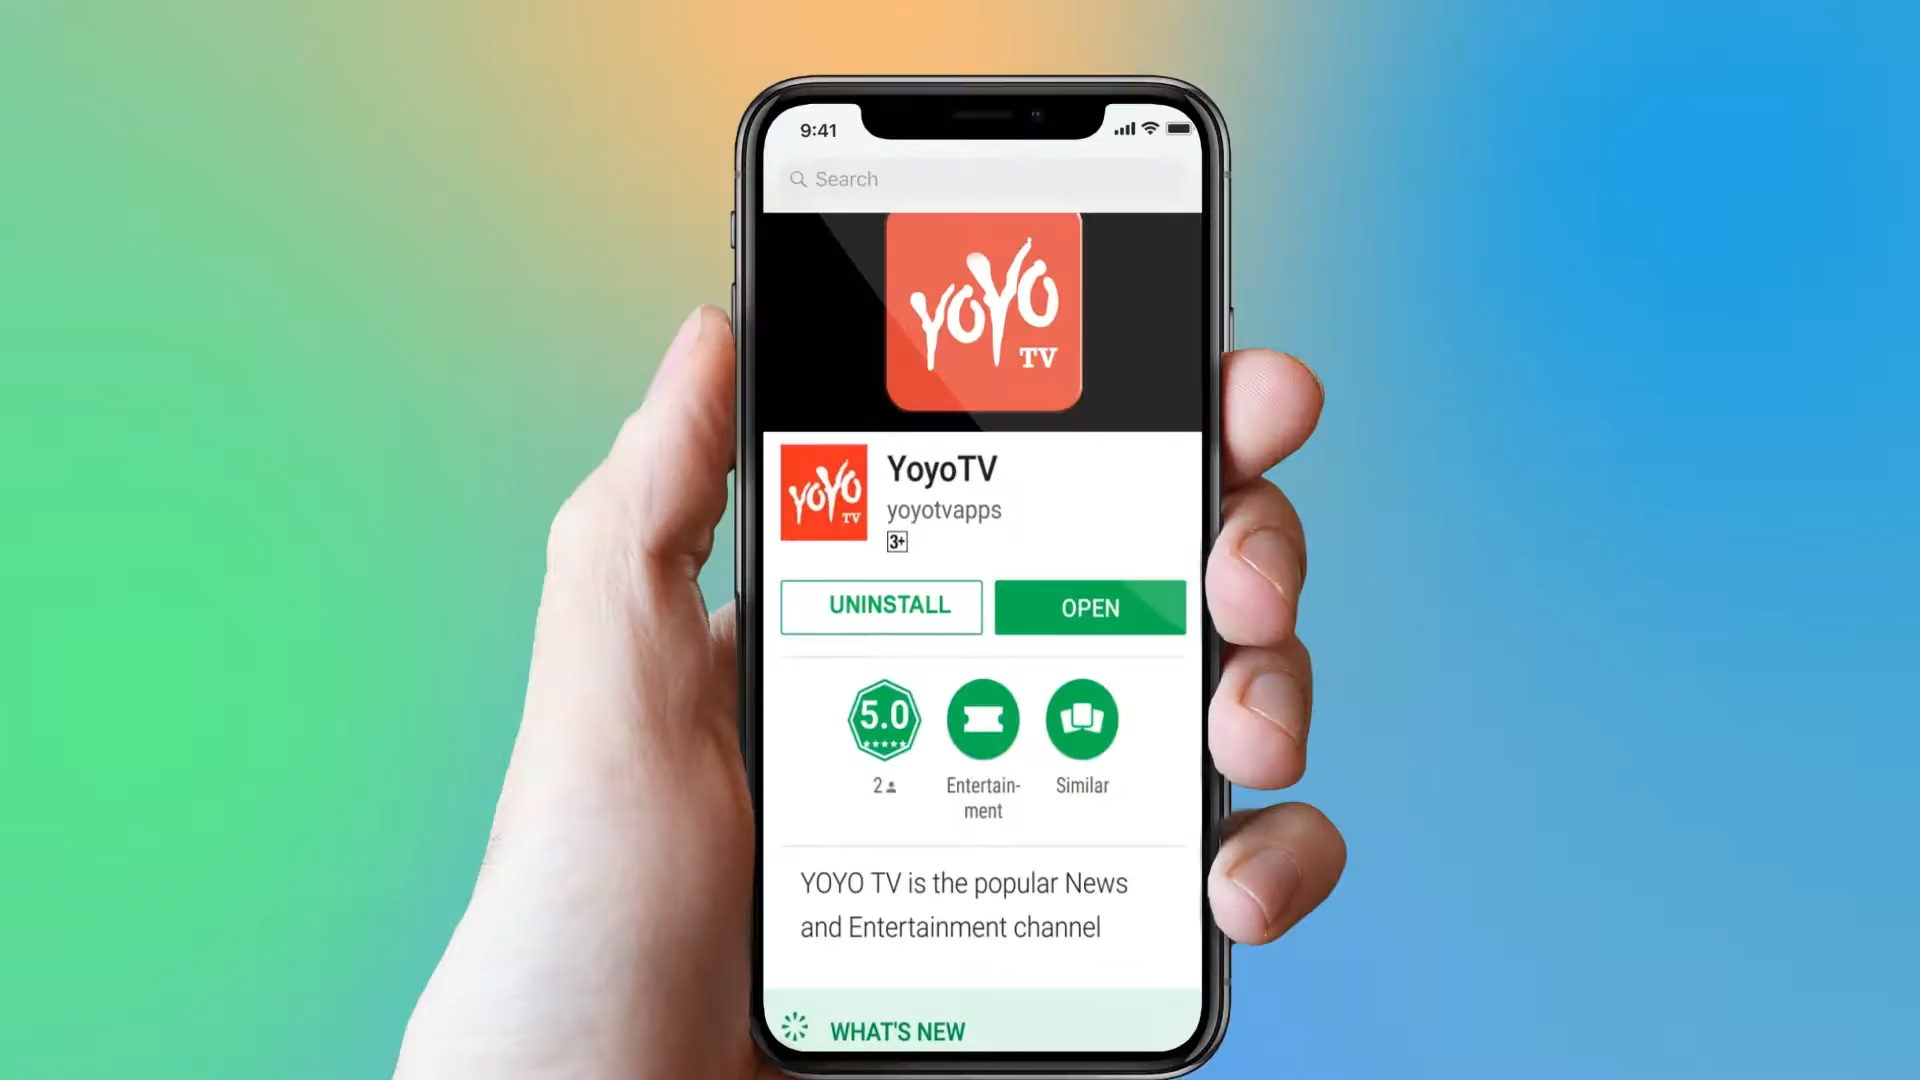 9:41
Search
YOYO
TV
YOYO
TV
YoyoTV
yoyotvapps
3+
UNINSTALL
OPEN
5.0
2
Entertain-
ment
Similar
YOYO TV is the popular News
and Entertainment channel
WHAT'S NEW